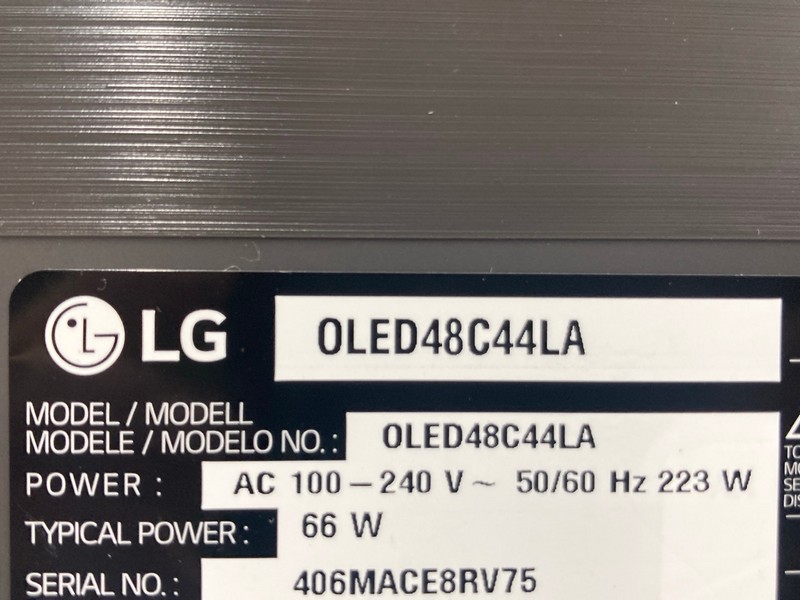 LG OLED48C44LA
MODEL / MODELL
MODELE / MODELO NO. : OLED48C44LA
POWER : AC 100 – 240 V ~ 50/60 Hz 223 W
TYPICAL POWER : 66 W
SERIAL NO. : 406MACE8RV75